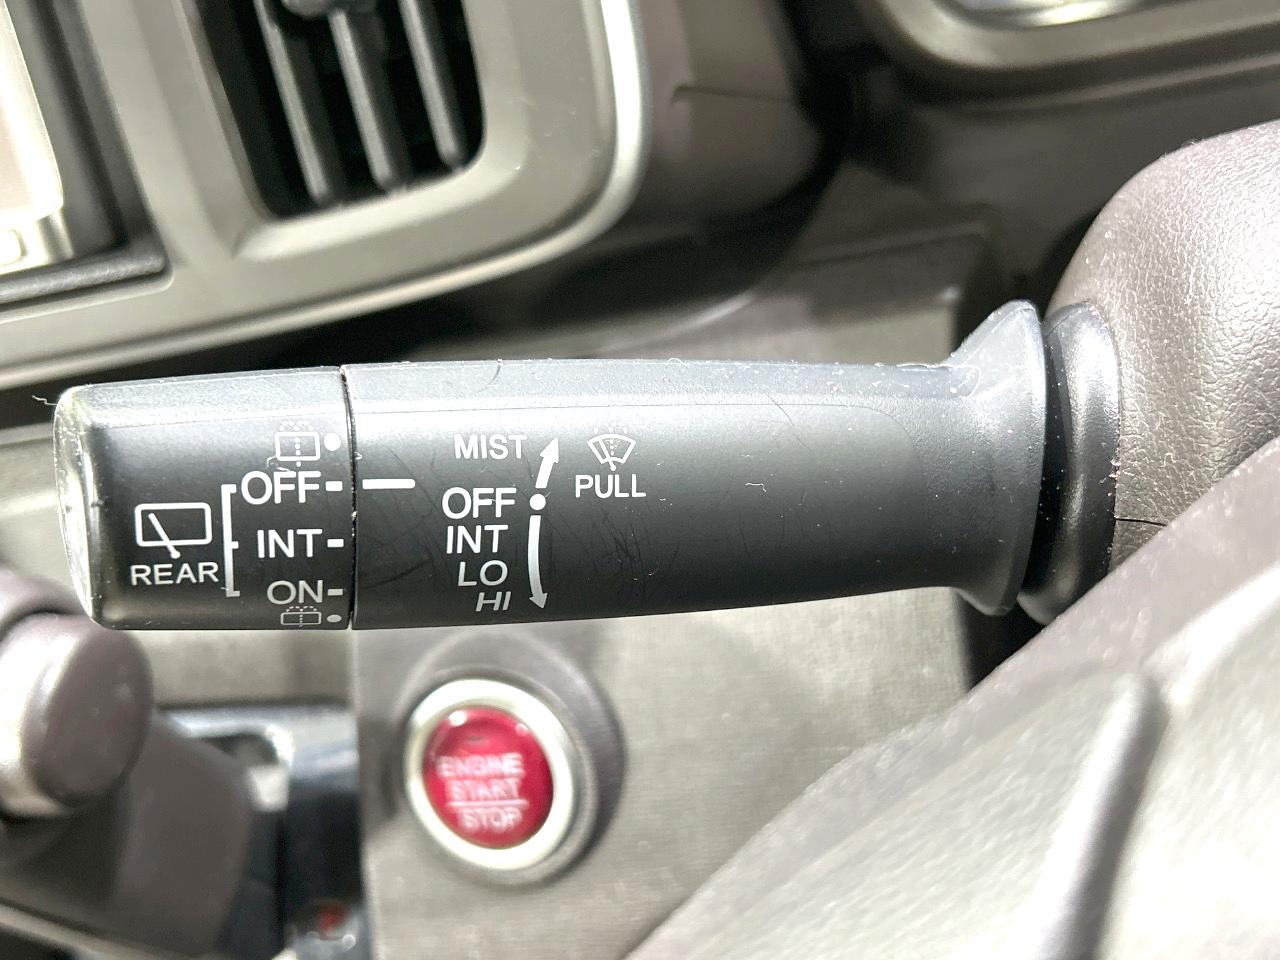 MIST
PULL
OFF
INT
LO
HI
OFF
INT
ON
REAR
ENGINE
START
STOP